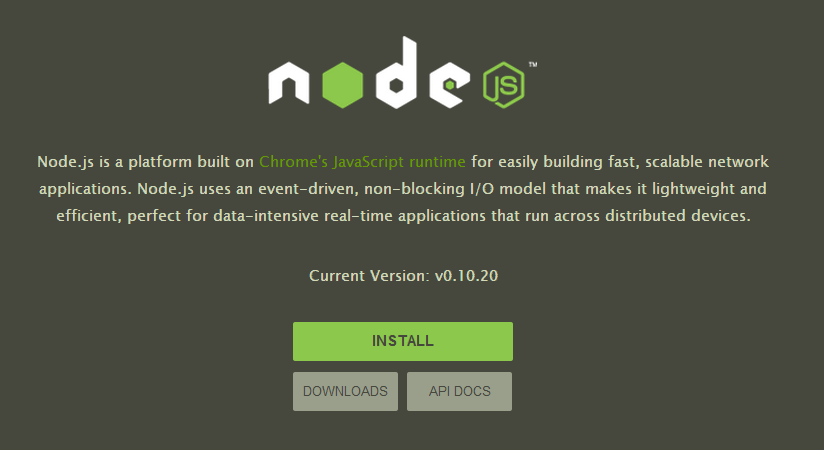 node JS ™
Node.js is a platform built on Chrome's JavaScript runtime for easily building fast, scalable network
applications. Node.js uses an event-driven, non-blocking I/O model that makes it lightweight and
efficient, perfect for data-intensive real-time applications that run across distributed devices.
Current Version: v0.10.20
INSTALL
DOWNLOADS API DOCS